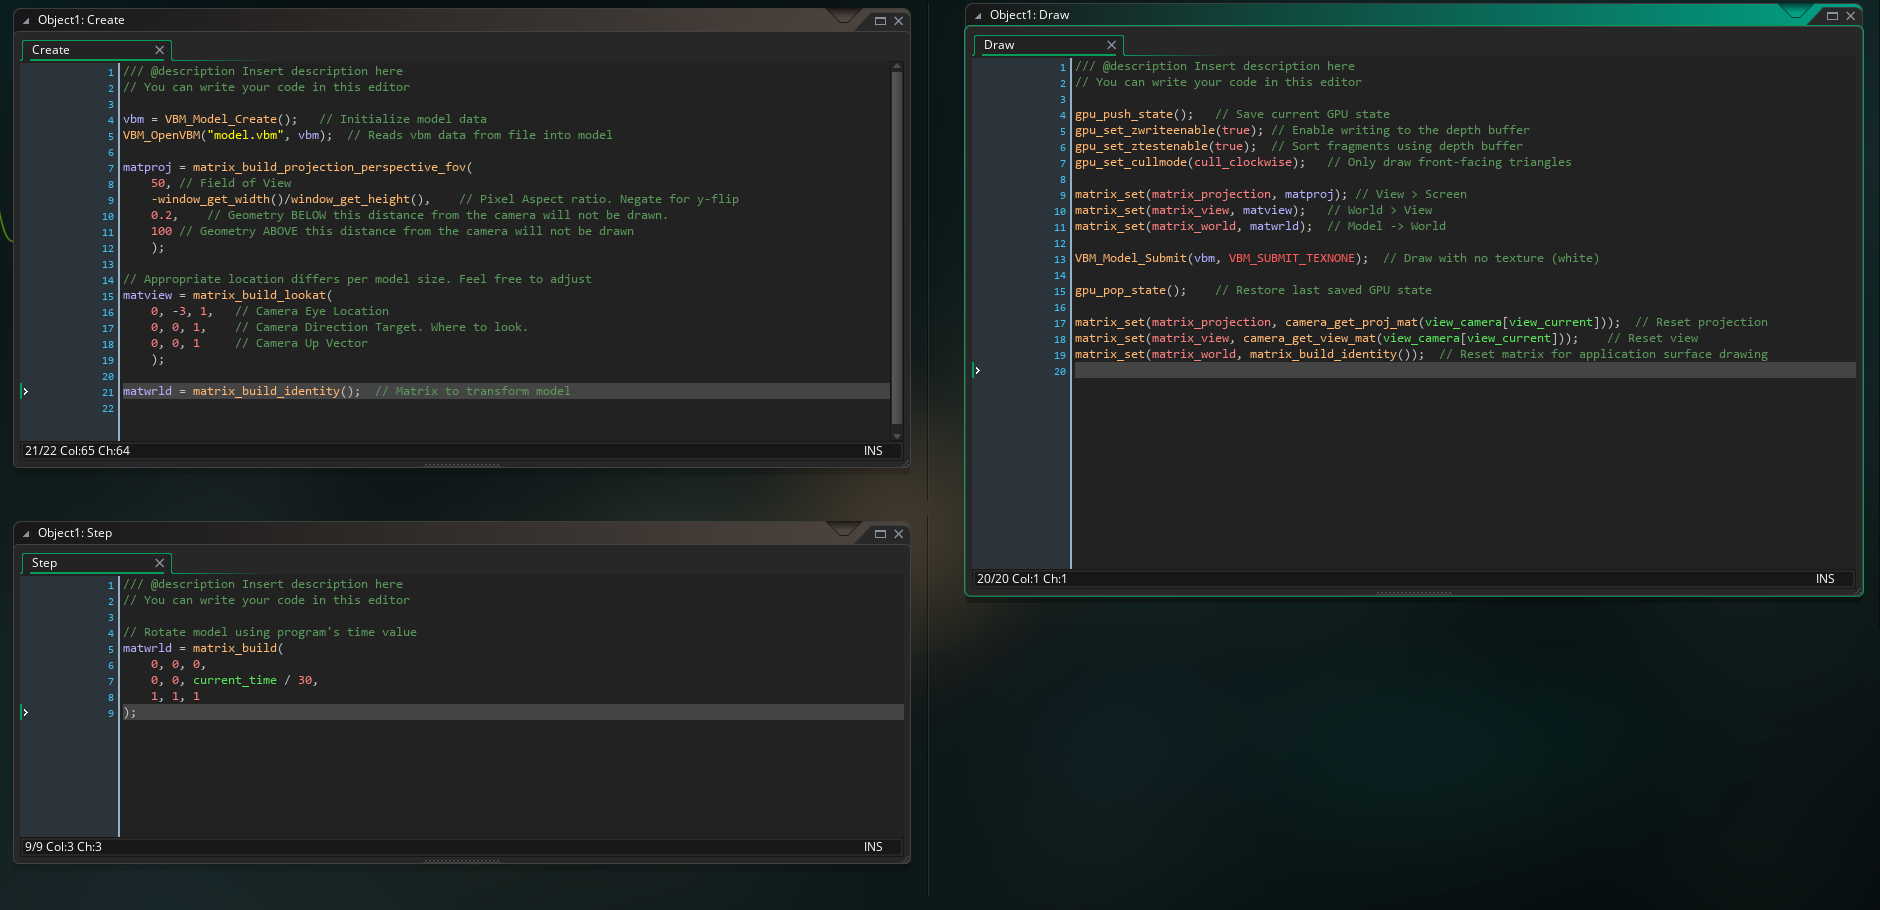 Object1: Create
Create
1 /// @description Insert description here
2 // You can write your code in this editor
3
4 vbm = VBM_Model_Create();   // Initialize model data
5 VBM_OpenVBM("model.vbm", vbm);  // Reads vbm data from file into model
6
7 matproj = matrix_build_projection_perspective_fov(
8     50, // Field of View
9     -window_get_width()/window_get_height(),    // Pixel Aspect ratio. Negate for y-flip
10     0.2,    // Geometry BELOW this distance from the camera will not be drawn.
11     100 // Geometry ABOVE this distance from the camera will not be drawn
12     );
13
14 // Appropriate location differs per model size. Feel free to adjust
15 matview = matrix_build_lookat(
16     0, -3, 1,   // Camera Eye Location
17     0, 0, 1,    // Camera Direction Target. Where to look.
18     0, 0, 1     // Camera Up Vector
19     );
20
21 matwrld = matrix_build_identity();  // Matrix to transform model
22
21/22 Col:65 Ch:64
INS
Object1: Step
Step
1 /// @description Insert description here
2 // You can write your code in this editor
3
4 // Rotate model using program's time value
5 matwrld = matrix_build(
6     0, 0, 0,
7     0, 0, current_time / 30,
8     1, 1, 1
9 );
9/9 Col:3 Ch:3
INS
Object1: Draw
Draw
1 /// @description Insert description here
2 // You can write your code in this editor
3
4 gpu_push_state();   // Save current GPU state
5 gpu_set_zwriteenable(true); // Enable writing to the depth buffer
6 gpu_set_ztestenable(true);  // Sort fragments using depth buffer
7 gpu_set_cullmode(cull_clockwise);   // Only draw front-facing triangles
8
9 matrix_set(matrix_projection, matproj); // View > Screen
10 matrix_set(matrix_view, matview);   // World > View
11 matrix_set(matrix_world, matwrld);  // Model -> World
12
13 VBM_Model_Submit(vbm, VBM_SUBMIT_TEXNONE);  // Draw with no texture (white)
14
15 gpu_pop_state();    // Restore last saved GPU state
16
17 matrix_set(matrix_projection, camera_get_proj_mat(view_camera[view_current]));  // Reset projection
18 matrix_set(matrix_view, camera_get_view_mat(view_camera[view_current]));    // Reset view
19 matrix_set(matrix_world, matrix_build_identity());  // Reset matrix for application surface drawing
20
20/20 Col:1 Ch:1
INS